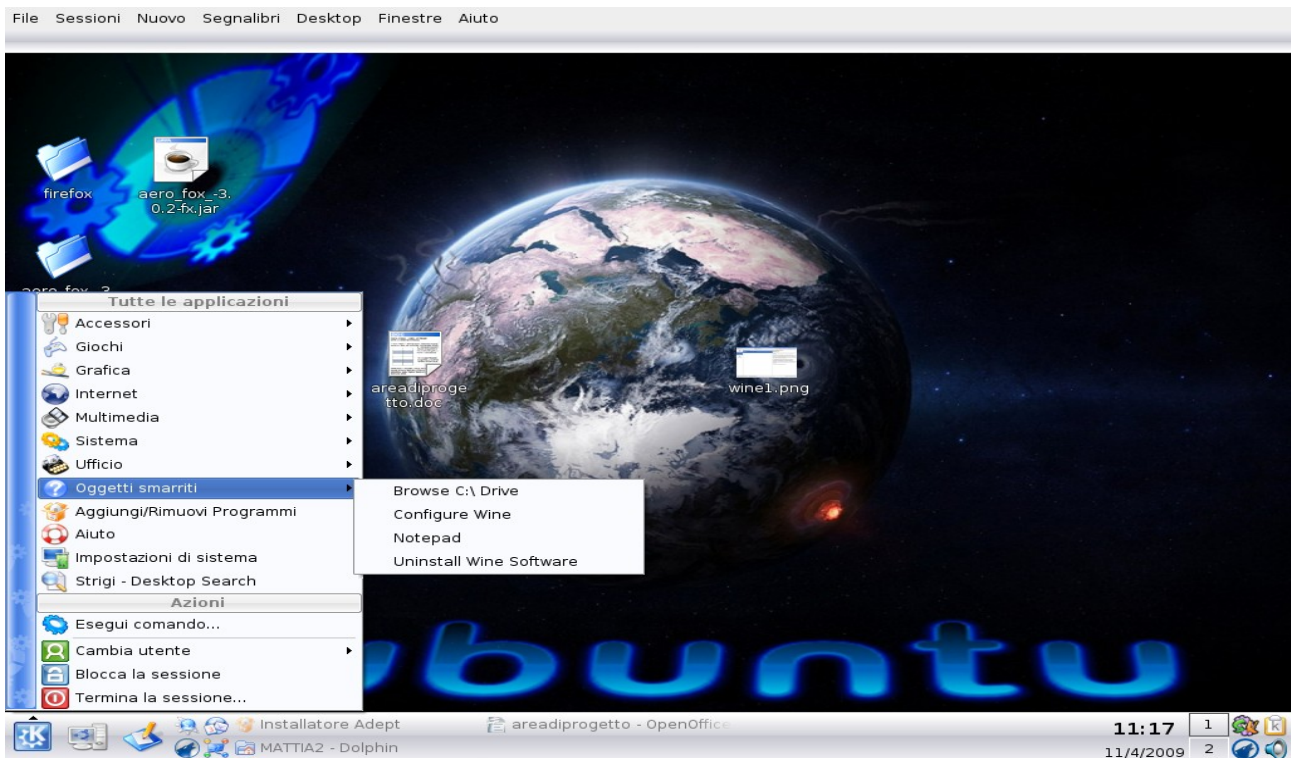 File Sessioni Nuovo Segnalibri Desktop Finestre Aiuto
firefox
aero_fox_-3.
0.2-fx.jar
areadiproge
tto.doc
wine1.png
Tutte le applicazioni
Accessori
Giochi
Grafica
Internet
Multimedia
Sistema
Ufficio
Oggetti smarriti
Aggiungi/Rimuovi Programmi
Aiuto
Impostazioni di sistema
Strigi - Desktop Search
Azioni
Esegui comando...
Cambia utente
Blocca la sessione
Termina la sessione...
Browse C:\ Drive
Configure Wine
Notepad
Uninstall Wine Software
buntu
Installatore Adept
areadiprogetto - OpenOffice
MATTIA2 - Dolphin
11:17
11/4/2009
1
2